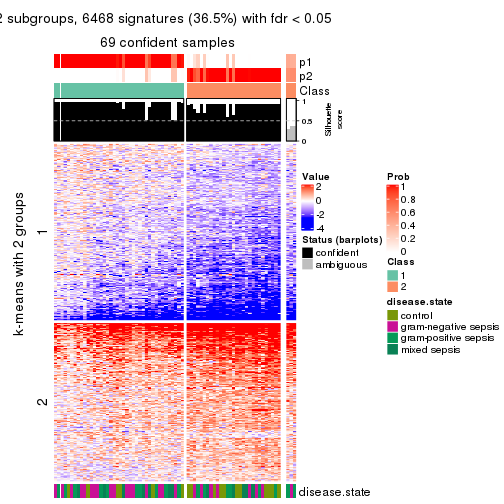 2 subgroups, 6468 signatures (36.5%) with fdr < 0.05
69 confident samples
p1
p2
Class
1
0.5
0
Silhouette
score
k-means with 2 groups
1
2
disease.state
Value
2
0
-2
-4
Status (barplots)
confident
ambiguous
Prob
1
0.8
0.6
0.4
0.2
0
Class
1
2
disease.state
control
gram-negative sepsis
gram-positive sepsis
mixed sepsis